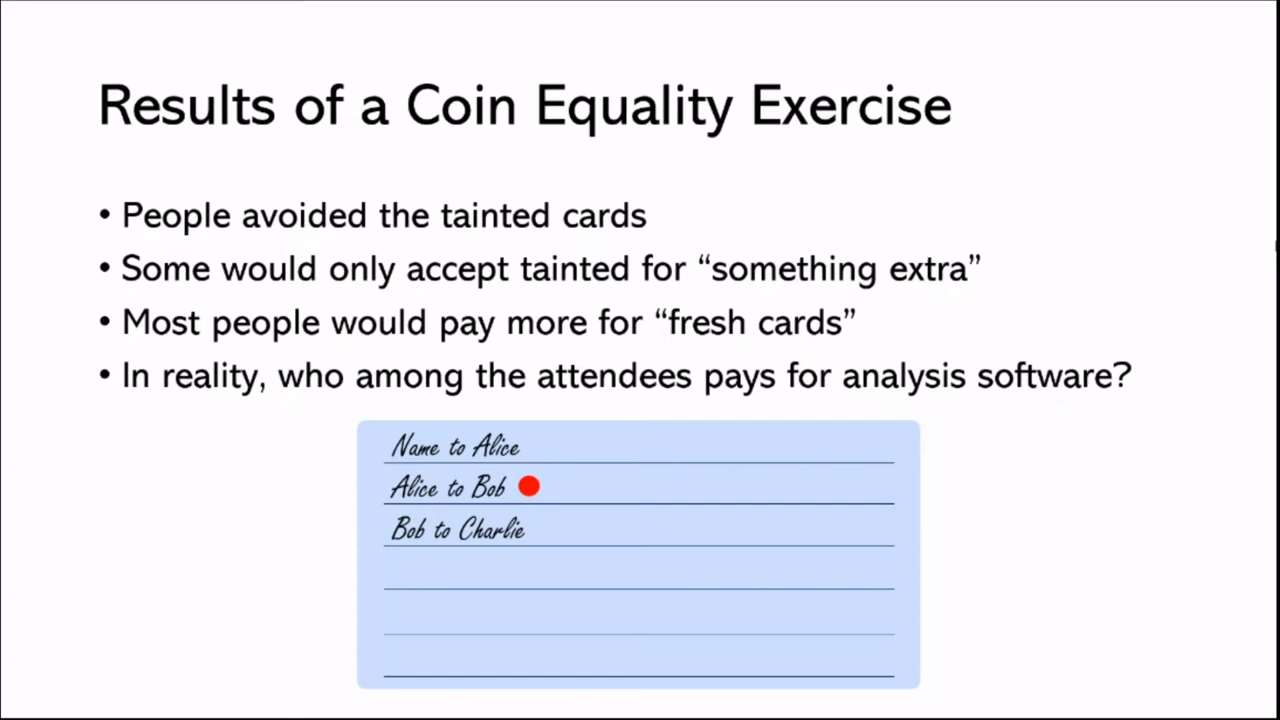 Results of a Coin Equality Exercise
• People avoided the tainted cards
• Some would only accept tainted for “something extra”
• Most people would pay more for “fresh cards”
• In reality, who among the attendees pays for analysis software?
Name to Alice
Alice to Bob
Bob to Charlie